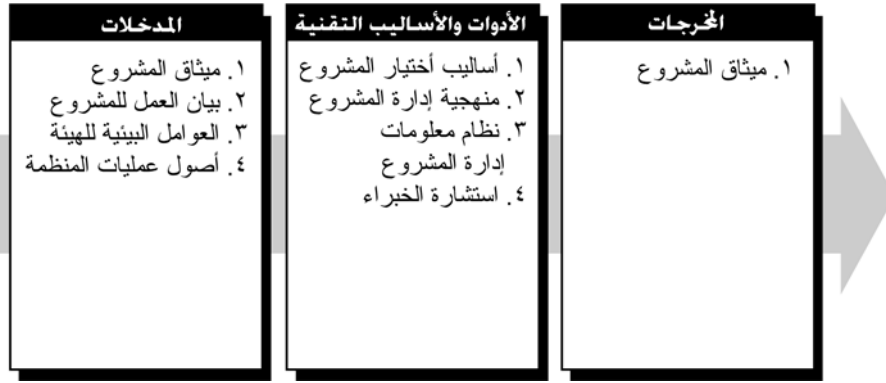 المدخلات
١. ميثاق المشروع
٢. بيان العمل للمشروع
٣. العوامل البيئية للهيئة
٤. أصول عمليات المنظمة
الأدوات والأساليب التقنية
١. أساليب أختيار المشروع
٢. منهجية إدارة المشروع
٣. نظام معلومات
إدارة المشروع
٤. استشارة الخبراء
المخرجات
١. ميثاق المشروع